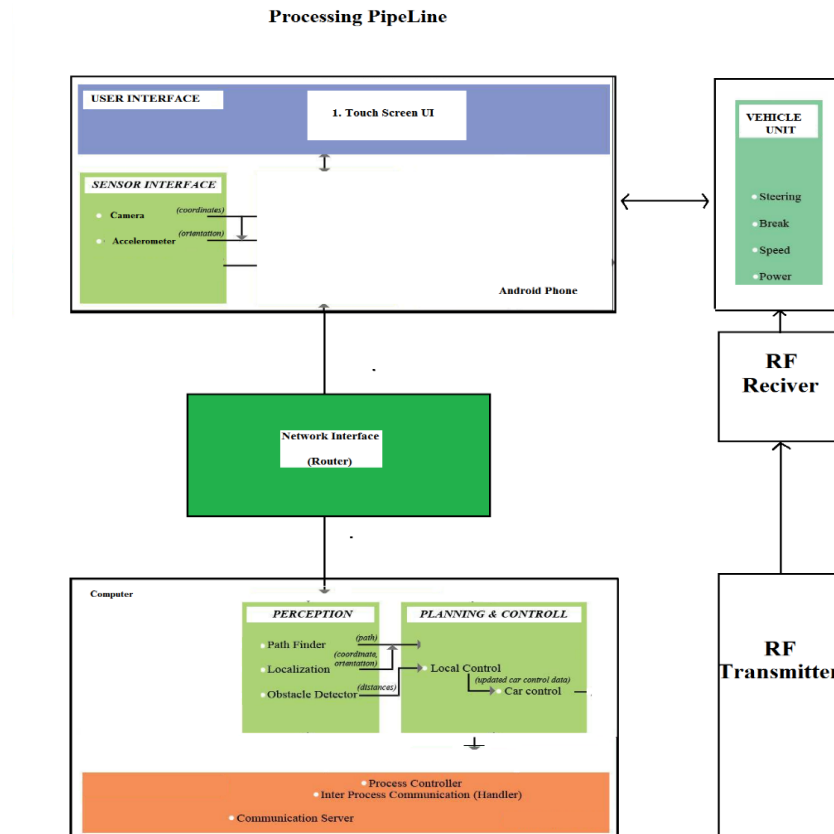 Processing PipeLine
USER INTERFACE
1. Touch Screen UI
SENSOR INTERFACE
Camera
(coordinates)
Accelerometer
(orientation)
Android Phone
VEHICLE
UNIT
Steering
Break
Speed
Power
RF
Reciver
Network Interface
(Router)
Computer
PERCEPTION
Path Finder
(path)
Localization
(coordinate,
orientation)
Obstacle Detector
(distances)
PLANNING & CONTROLL
Local Control
(updated car control data)
Car control
RF
Transmitter
Process Controller
Inter Process Communication (Handler)
Communication Server